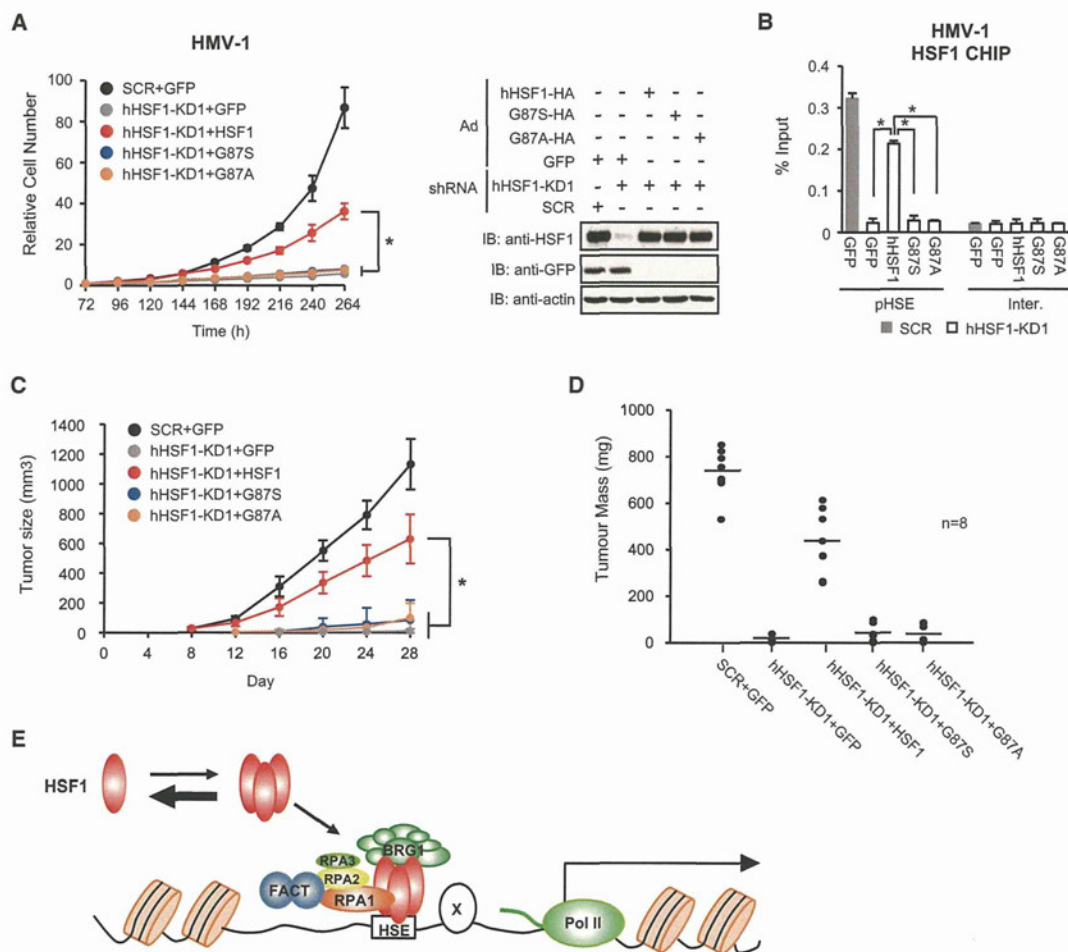 A
HMV-1
SCR+GFP
hHSF1-KD1+GFP
hHSF1-KD1+HSF1
hHSF1-KD1+G87S
hHSF1-KD1+G87A
Relative Cell Number
100
80
60
40
20
0
72 96 120 144 168 192 216 240 264
Time (h)
*
Ad
hHSF1-HA - - + - -
G87S-HA - - - + -
G87A-HA - - - - +
GFP + + - - -
shRNA
hHSF1-KD1 - + + + +
SCR + - - - -
IB: anti-HSF1
IB: anti-GFP
IB: anti-actin
B
HMV-1
HSF1 CHIP
% Input
0.4
0.3
0.2
0.1
0
* * *
GFP GFP hHSF1 G87S G87A GFP GFP hHSF1 G87S G87A
pHSE Inter.
SCR hHSF1-KD1
C
SCR+GFP
hHSF1-KD1+GFP
hHSF1-KD1+HSF1
hHSF1-KD1+G87S
hHSF1-KD1+G87A
Tumor size (mm3)
1400
1200
1000
800
600
400
200
0
0 4 8 12 16 20 24 28
Day
*
D
Tumour Mass (mg)
1000
800
600
400
200
0
n=8
SCR+GFP
hHSF1-KD1+GFP
hHSF1-KD1+HSF1
hHSF1-KD1+G87S
hHSF1-KD1+G87A
E
HSF1
BRG1
RPA3
RPA2
FACT
RPA1
HSE
X
Pol II